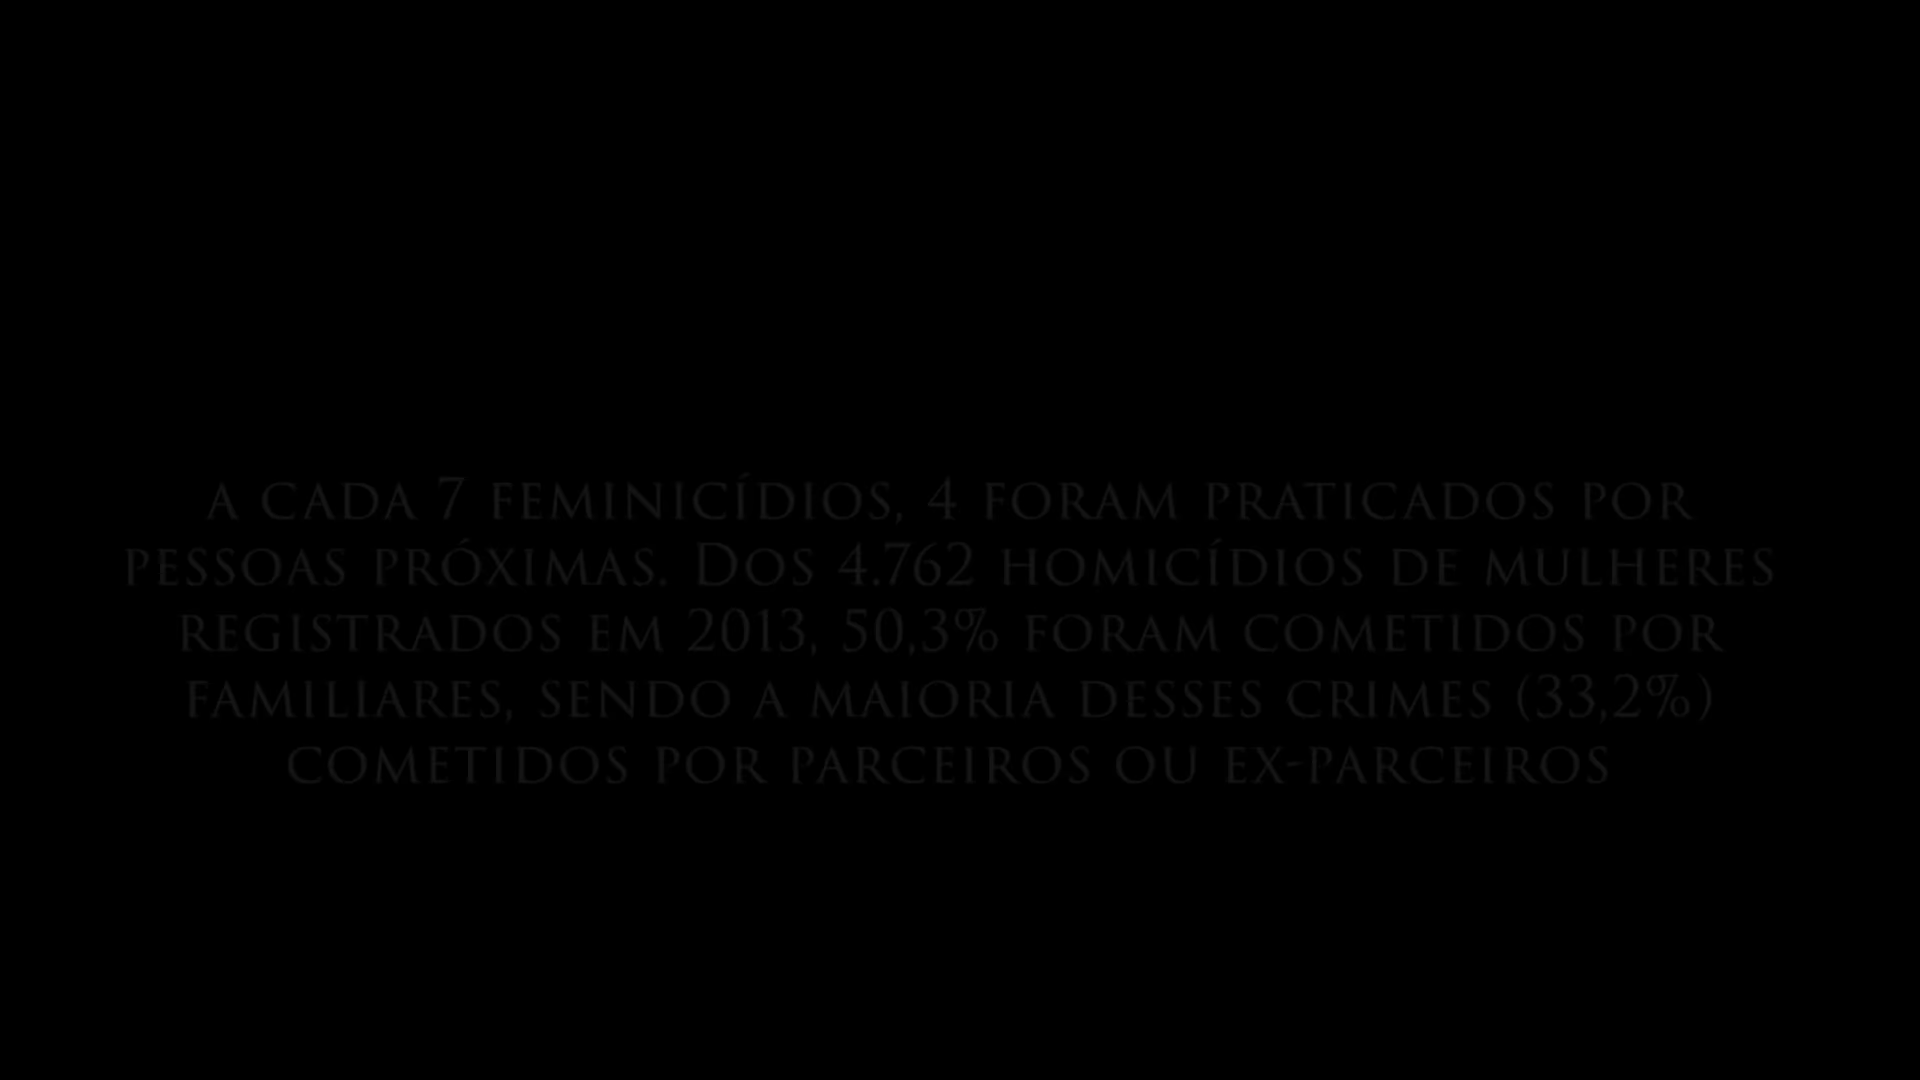 A CADA 7 FEMINICÍDIOS, 4 FORAM PRATICADOS POR
PESSOAS PRÓXIMAS. DOS 4.762 HOMICÍDIOS DE MULHERES
REGISTRADOS EM 2013, 50,3% FORAM COMETIDOS POR
FAMILIARES, SENDO A MAIORIA DESSES CRIMES (33,2%)
COMETIDOS POR PARCEIROS OU EX-PARCEIROS